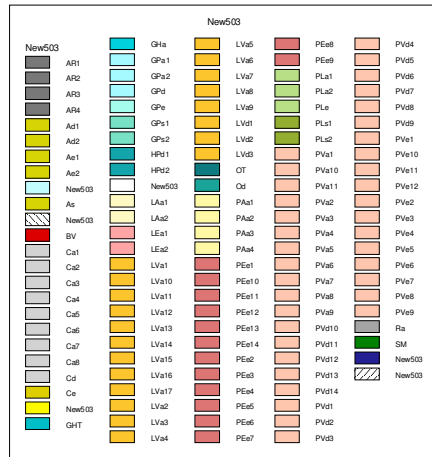 New503
New503
AR1
AR2
AR3
AR4
Ad1
Ad2
Ae1
Ae2
New503
As
New503
BV
Ca1
Ca2
Ca3
Ca4
Ca5
Ca6
Ca7
Ca8
Cd
Ce
New503
GHT
GHa
GPa1
GPa2
GPd
GPe
GPs1
GPs2
HPd1
HPd2
New503
LAa1
LAa2
LEa1
LEa2
LVa1
LVa10
LVa11
LVa12
LVa13
LVa14
LVa15
LVa16
LVa17
LVa2
LVa3
LVa4
LVa5
LVa6
LVa7
LVa8
LVa9
LVd1
LVd2
LVd3
OT
Od
PAa1
PAa2
PAa3
PAa4
PEe1
PEe10
PEe11
PEe12
PEe13
PEe14
PEe2
PEe3
PEe4
PEe5
PEe6
PEe7
PEe8
PEe9
PLa1
PLa2
PLe
PLs1
PLs2
PVa1
PVa10
PVa11
PVa2
PVa3
PVa4
PVa5
PVa6
PVa7
PVa8
PVa9
PVd10
PVd11
PVd12
PVd13
PVd14
PVd1
PVd2
PVd3
PVd4
PVd5
PVd6
PVd7
PVd8
PVd9
PVe1
PVe10
PVe11
PVe12
PVe2
PVe3
PVe4
PVe5
PVe6
PVe7
PVe8
PVe9
Ra
SM
New503
New503